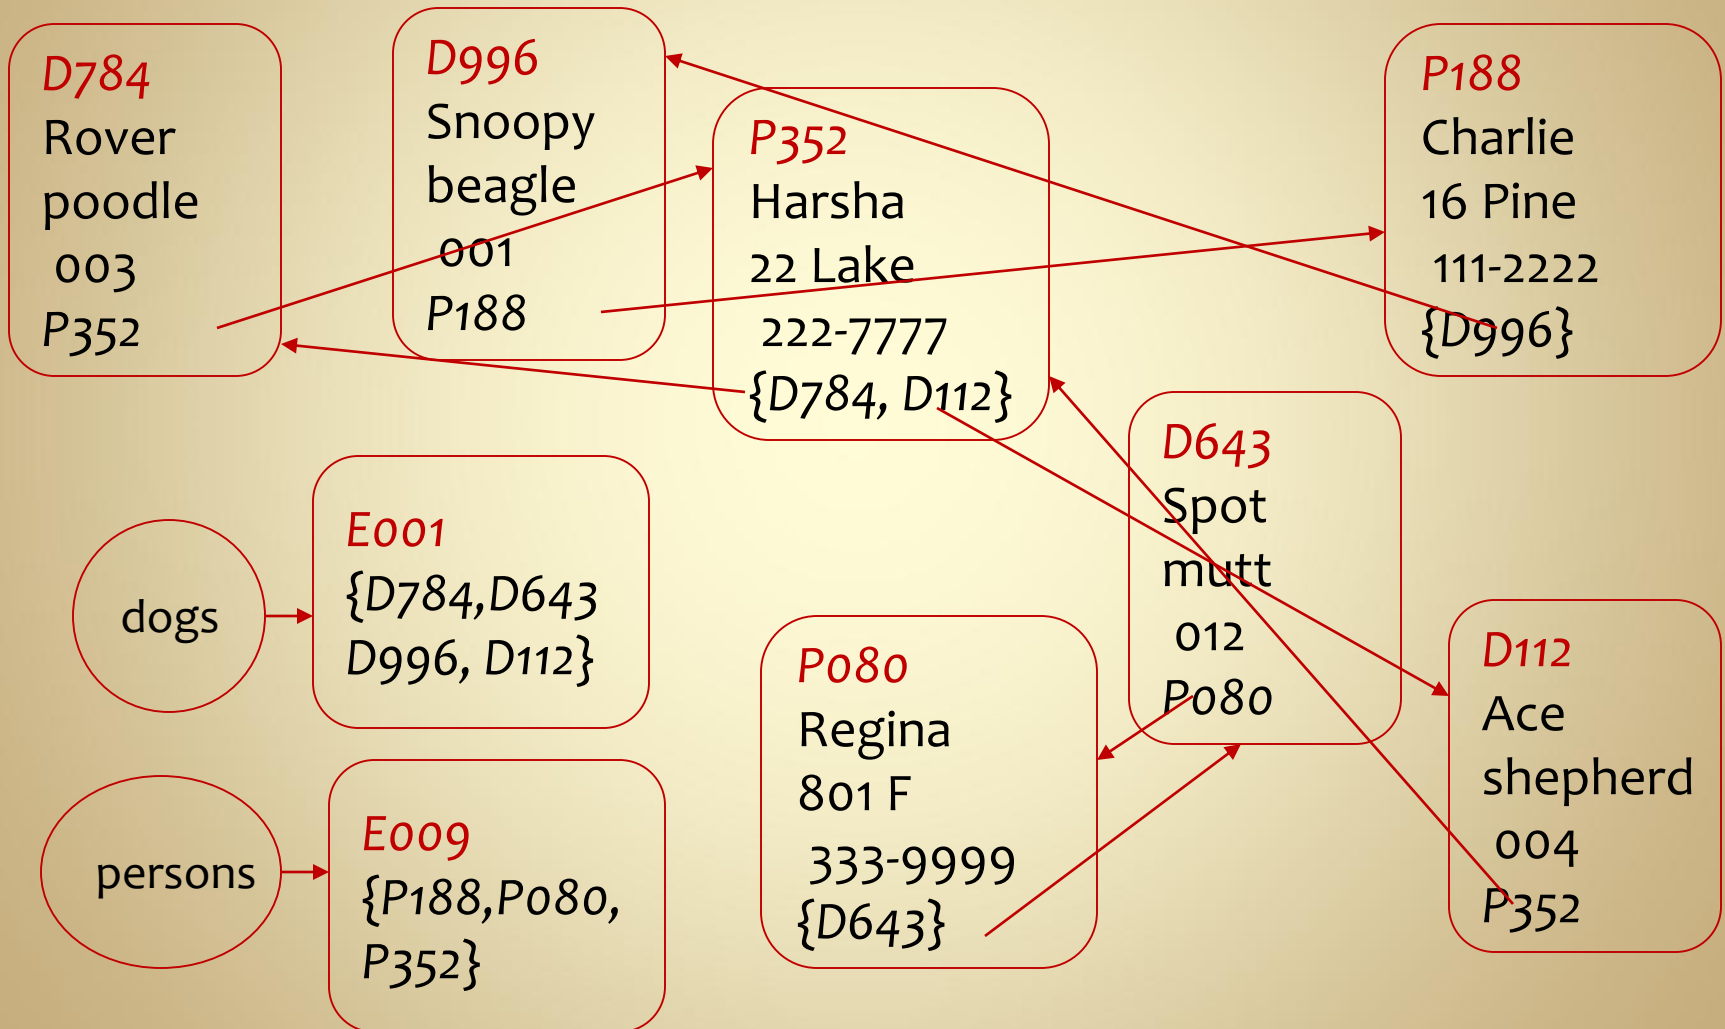 D784
Rover
poodle
003
P352
D996
Snoopy
beagle
001
P188
P352
Harsha
22 Lake
222-7777
{D784, D112}
P188
Charlie
16 Pine
111-2222
{D996}
dogs
E001
{D784,D643
D996, D112}
D643
Spot
mutt
012
P080
persons
E009
{P188,P080,
P352}
P080
Regina
801 F
333-9999
{D643}
D112
Ace
shepherd
004
P352